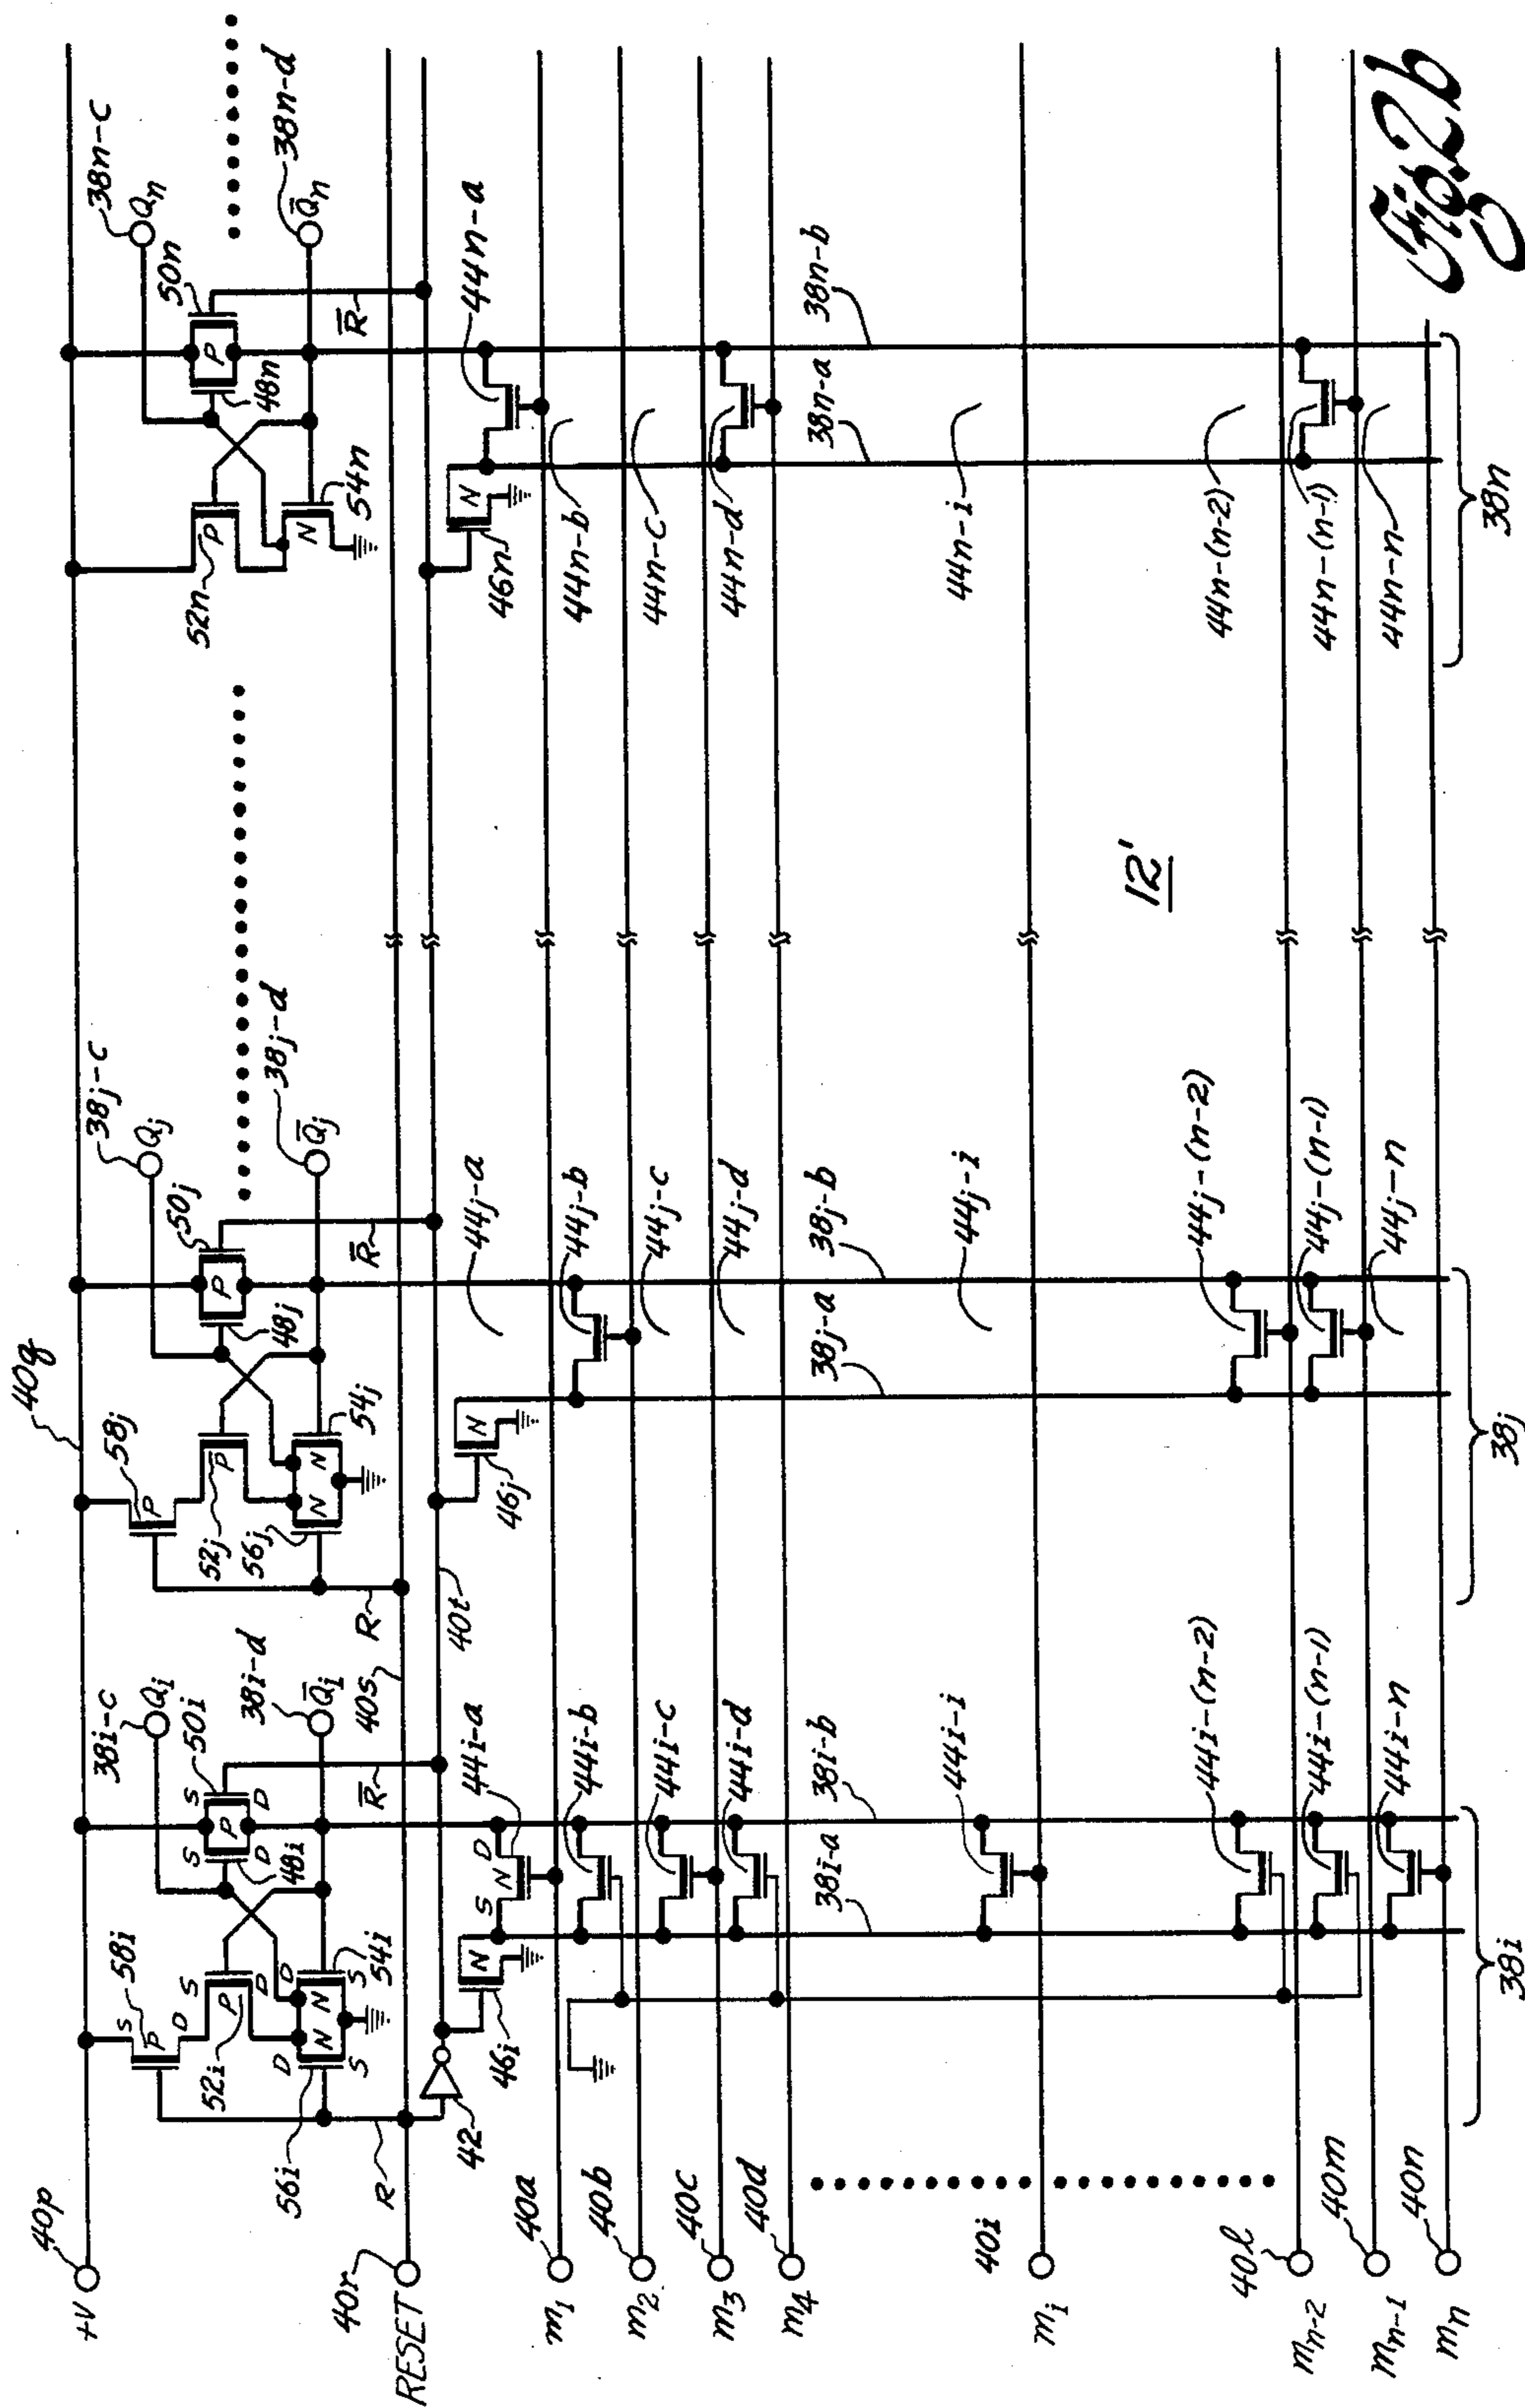 Fig. 2b
40p
+V
40q
58i
S
P
D
38i-c
Qi
58j
P
38j-c
Qj
38n-c
Qn
52i
S
P
D
S
S
P
D
D
50i
48i
52j
P
P
50j
48j
52n
P
P
50n
48n
56i
D
N
S
D
N
S
54i
38i-d
Q̄i
56j
N
N
54j
38j-d
Q̄j
N
54n
38n-d
Q̄n
R
R̄
R
R̄
R̄
40r
RESET
40s
42
40t
46i
N
46j
N
46n
N
40a
m1
S
N
D
44i-a
44j-a
44n-a
40b
m2
44i-b
44j-b
44n-b
40c
m3
44i-c
44j-c
44n-c
40d
m4
44i-d
44j-d
44n-d
38i-a
38i-b
38j-a
38j-b
38n-a
38n-b
12'
40i
mi
44i-i
44j-i
44n-i
40l
mn-2
44i-(n-2)
44j-(n-2)
44n-(n-2)
40m
mn-1
44i-(n-1)
44j-(n-1)
44n-(n-1)
40n
mn
44i-n
44j-n
44n-n
38i
38j
38n